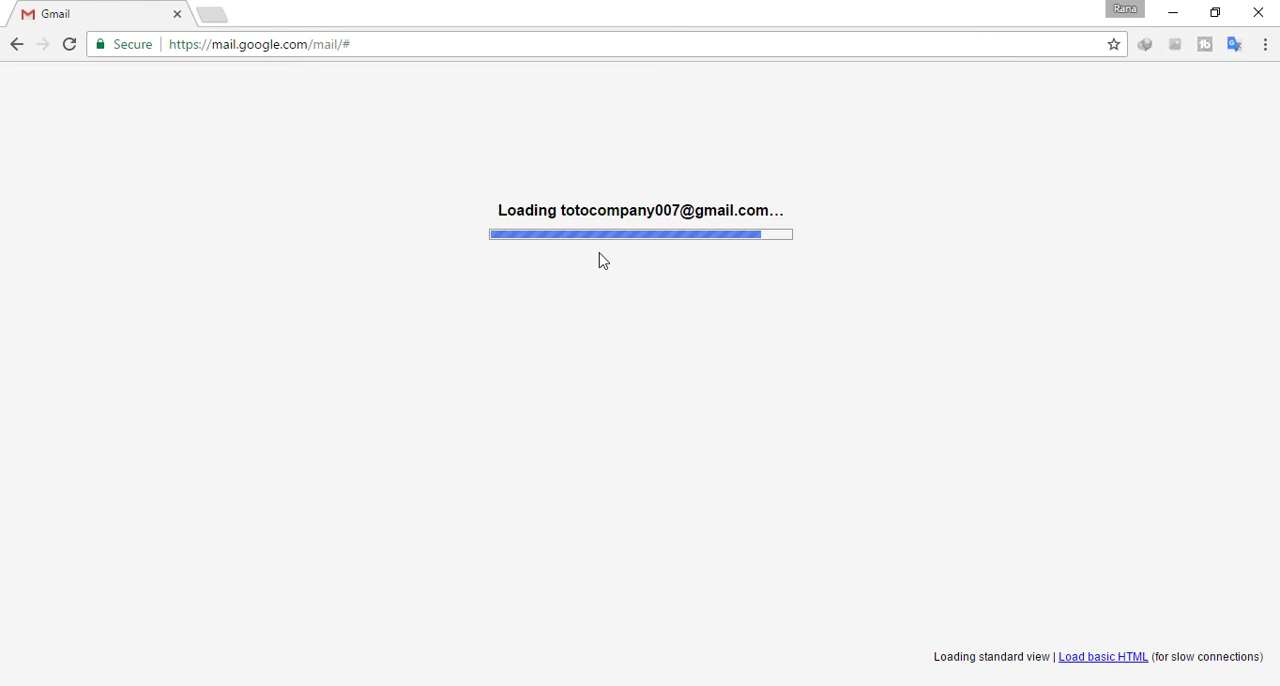 Gmail
Rana
Secure
https://mail.google.com/mail/#
Loading totocompany007@gmail.com…
Loading standard view | Load basic HTML (for slow connections)